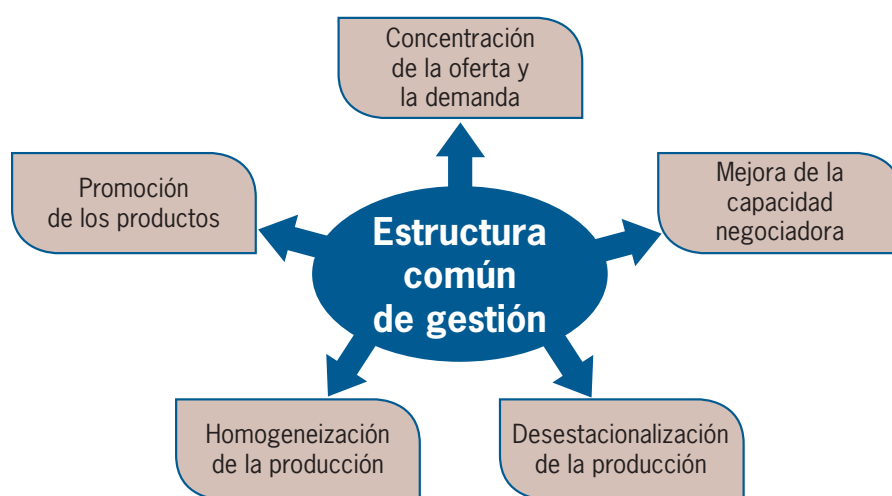 Concentración
de la oferta y
la demanda
Promoción
de los productos
Mejora de la
capacidad
negociadora
Estructura
común
de gestión
Homogeneización
de la producción
Desestacionalización
de la producción